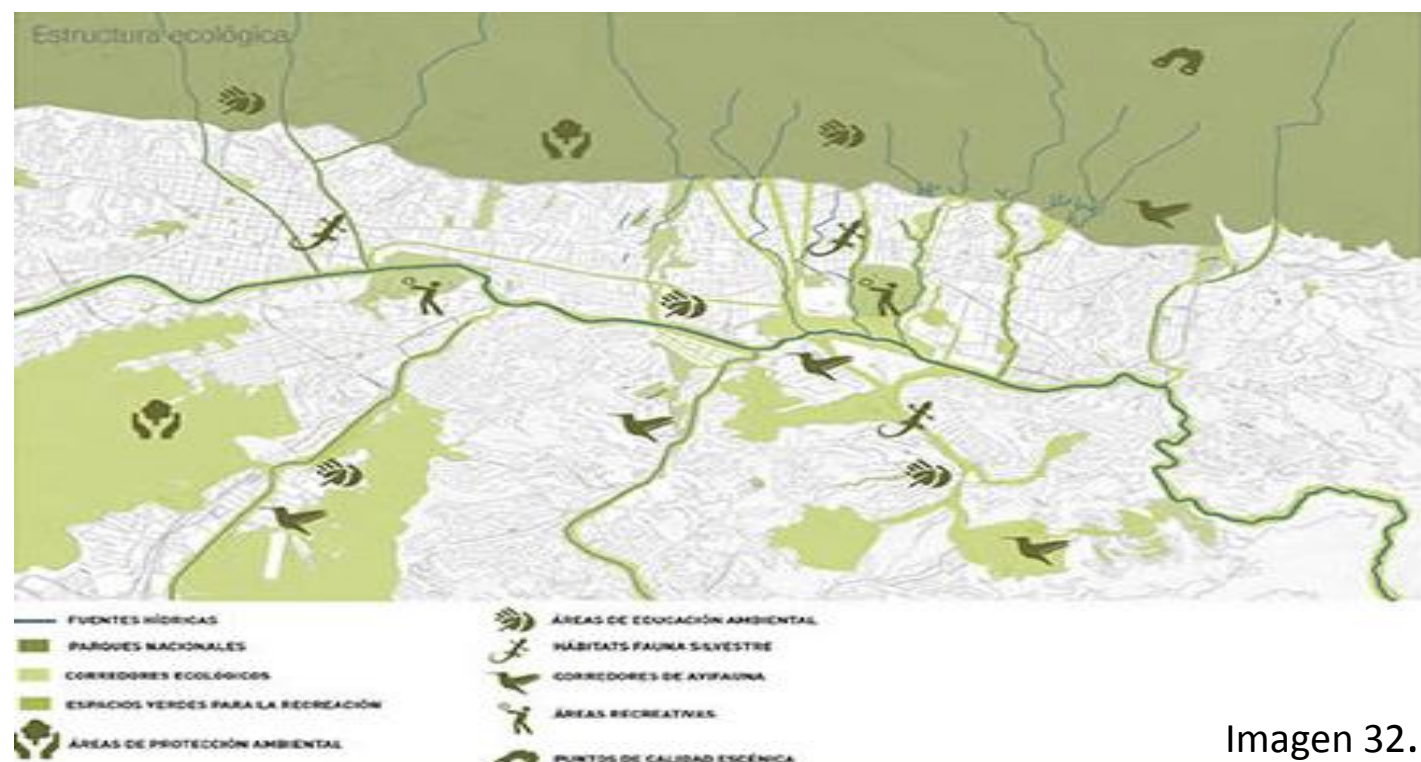 Estructura ecológica
FUENTES HÍDRICAS
PARQUES NACIONALES
CORREDORES ECOLÓGICOS
ESPACIOS VERDES PARA LA RECREACIÓN
ÁREAS DE PROTECCIÓN AMBIENTAL
ÁREAS DE EDUCACIÓN AMBIENTAL
HÁBITATS FAUNA SILVESTRE
CORREDORES DE AVIFAUNA
ÁREAS RECREATIVAS
PUNTOS DE CALIDAD ESCÉNICA
Imagen 32.